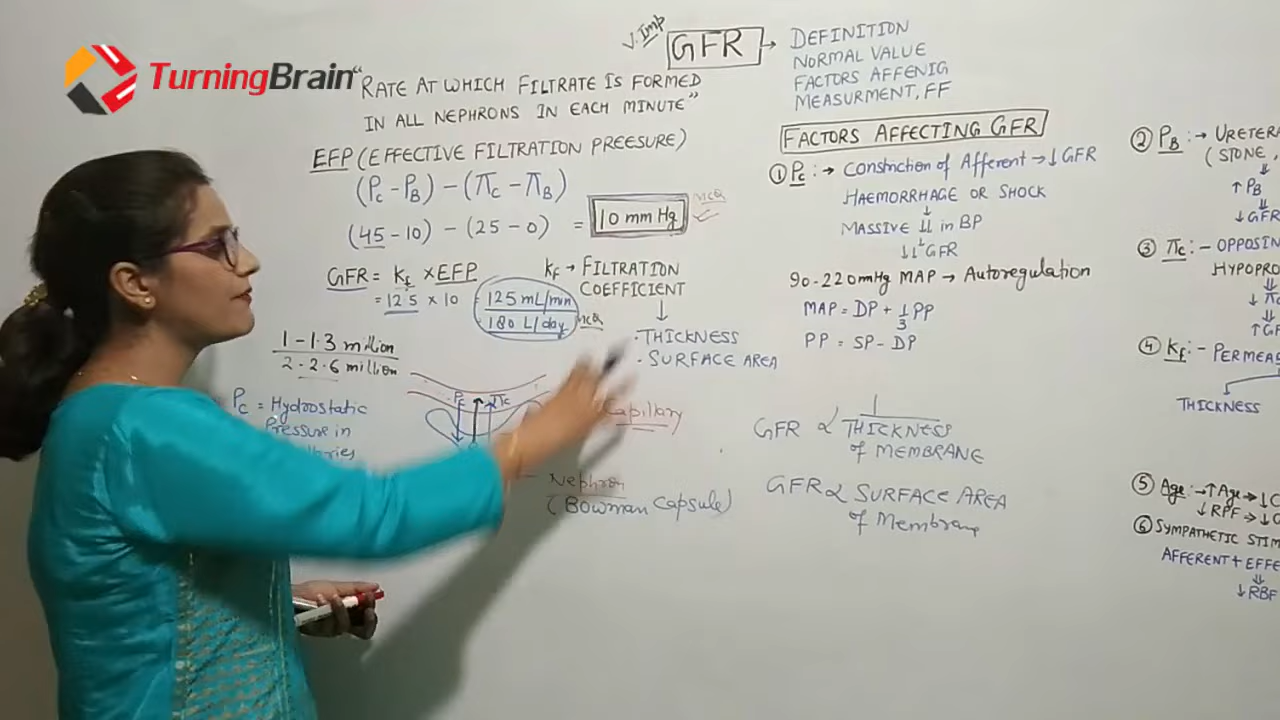 TurningBrain
V. Imp
GFR → DEFINITION
NORMAL VALUE
FACTORS AFFENIG
MEASURMENT, FF
"RATE AT WHICH FILTRATE IS FORMED
IN ALL NEPHRONS IN EACH MINUTE"
EFP (EFFECTIVE FILTRATION PREESURE)
(Pc - PB) - (πc - πB)
(45 - 10) - (25 - 0) = 10 mm Hg
MCQ
GFR = Kf × EFP
= 12.5 × 10
125 mL/min
180 L/day
MCQ
Kf → FILTRATION
COEFFICIENT
↓
· THICKNESS
· SURFACE AREA
1 - 1.3 million
2 - 2.6 million
Pc = Hydrostatic
Pressure in
Pc
πc
Capillary
Nephron
(Bowman Capsule)
FACTORS AFFECTING GFR
① Pc :→ Constriction of Afferent → ↓ GFR
HAEMORRHAGE OR SHOCK
↓
MASSIVE ↓↓ in BP
↓
↓↓ GFR
90-220mmHg MAP → Autoregulation
MAP = DP + 1/3 PP
PP = SP - DP
GFR ∝ 1/THICKNESS
of MEMBRANE
GFR ∝ SURFACE AREA
of Membrane
② PB :→ URETERA
(STONE,
⇓
↑ PB
⇓
↓ GFR
③ πc :- OPPOSIN
HYPOPRO
⇓
↓ πc
⇓
↑ GF
④ Kf :- PERMEA
THICKNESS
⑤ Age :→ ↑ Age → ↓
↓ RPF → ↓
⑥ SYMPATHETIC STIM
AFFERENT + EFFE
⇓
↓ RBF